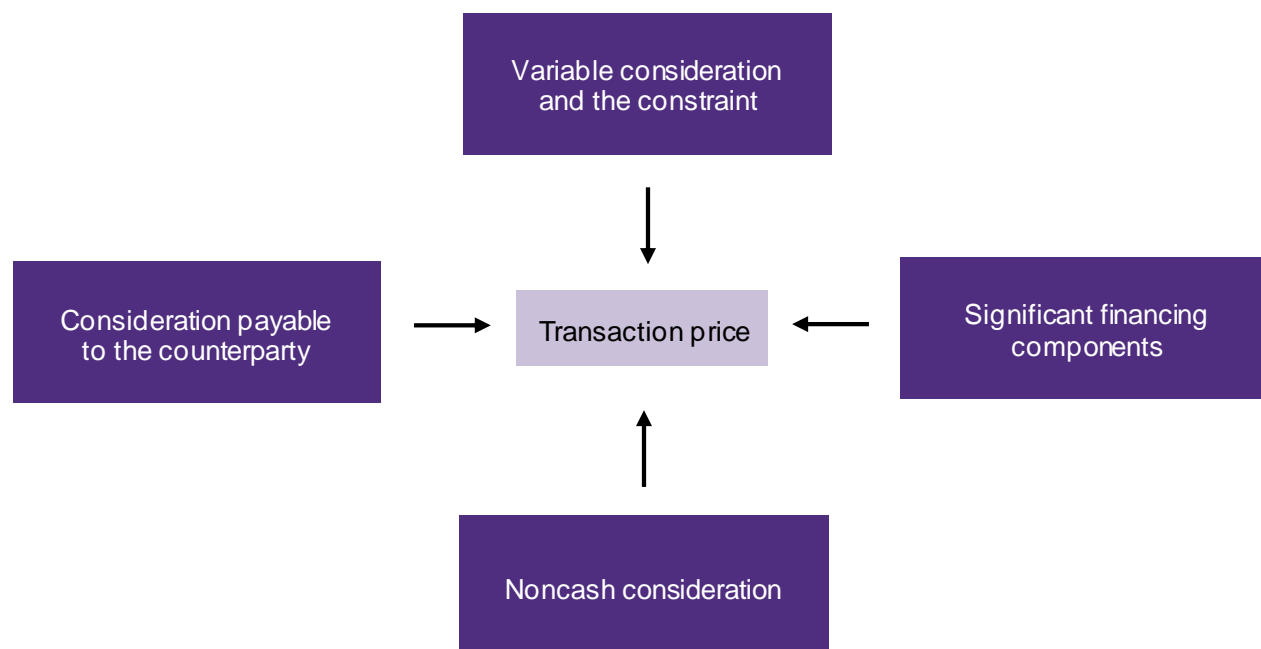 Variable consideration
and the constraint
Consideration payable
to the counterparty
Transaction price
Significant financing
components
Noncash consideration